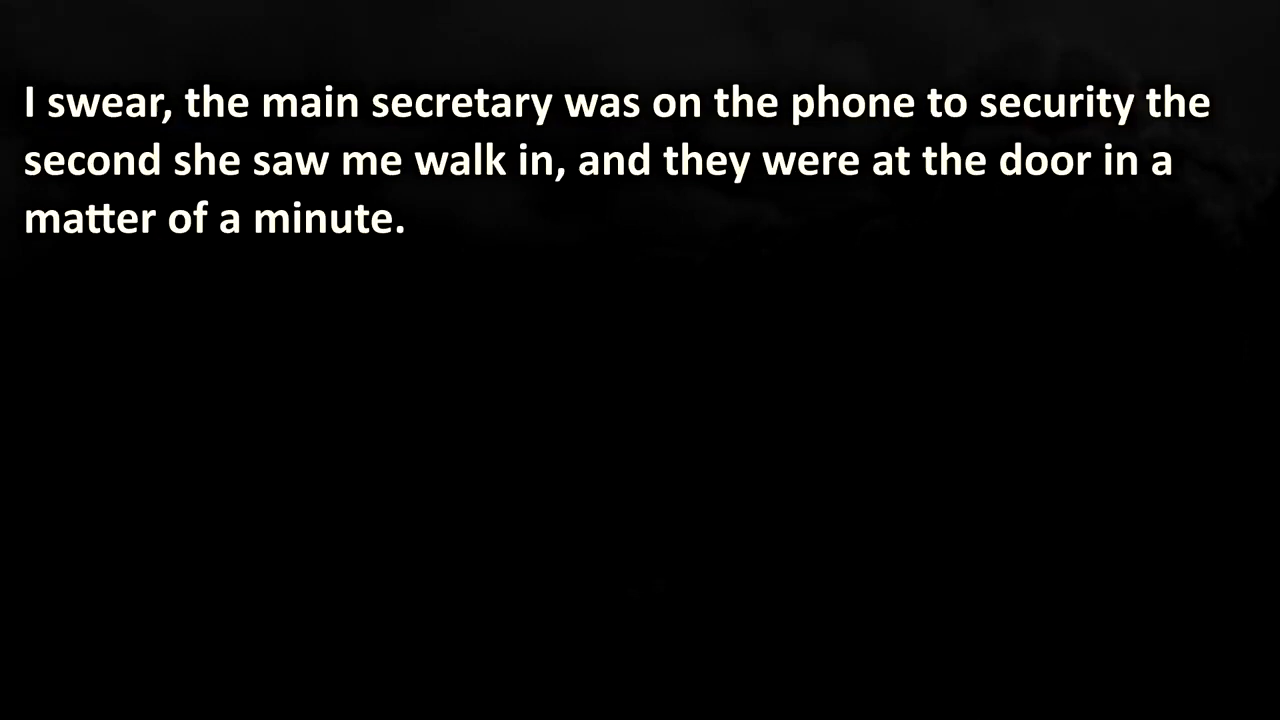 I swear, the main secretary was on the phone to security the
second she saw me walk in, and they were at the door in a
matter of a minute.